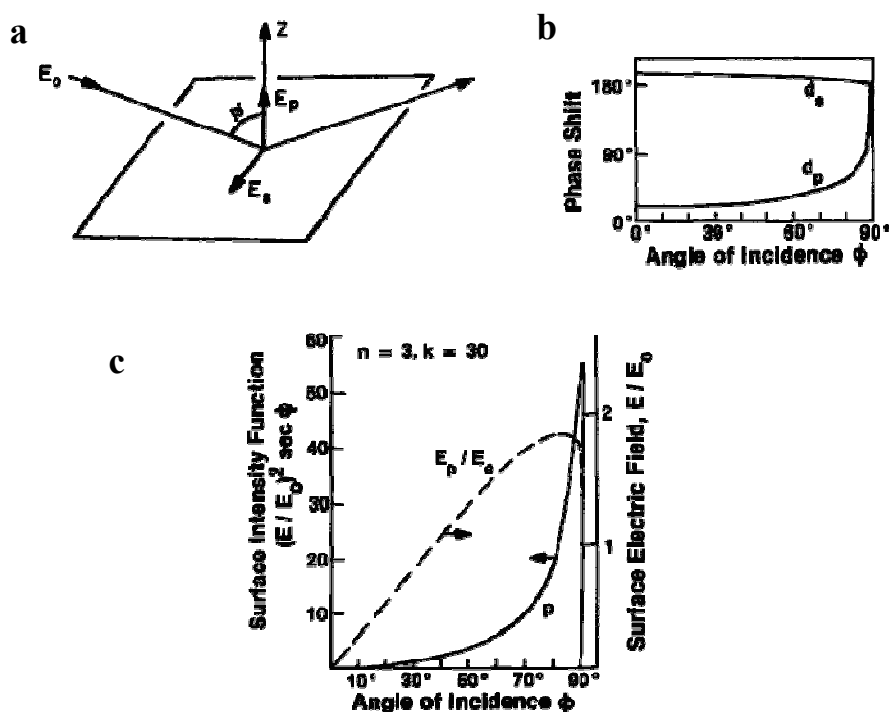 a
Z
E₀
E_p
ø
E_s
b
180°
90°
0°
Phase Shift
d_s
d_p
0° 30° 60° 90°
Angle of Incidence ϕ
c
n = 3, k = 30
60
50
40
30
20
10
Surface Intensity Function
(E / E₀)² sec ϕ
E_p / E_o
p
2
1
Surface Electric Field, E / E₀
10° 30° 50° 70° 90°
Angle of Incidence ϕ